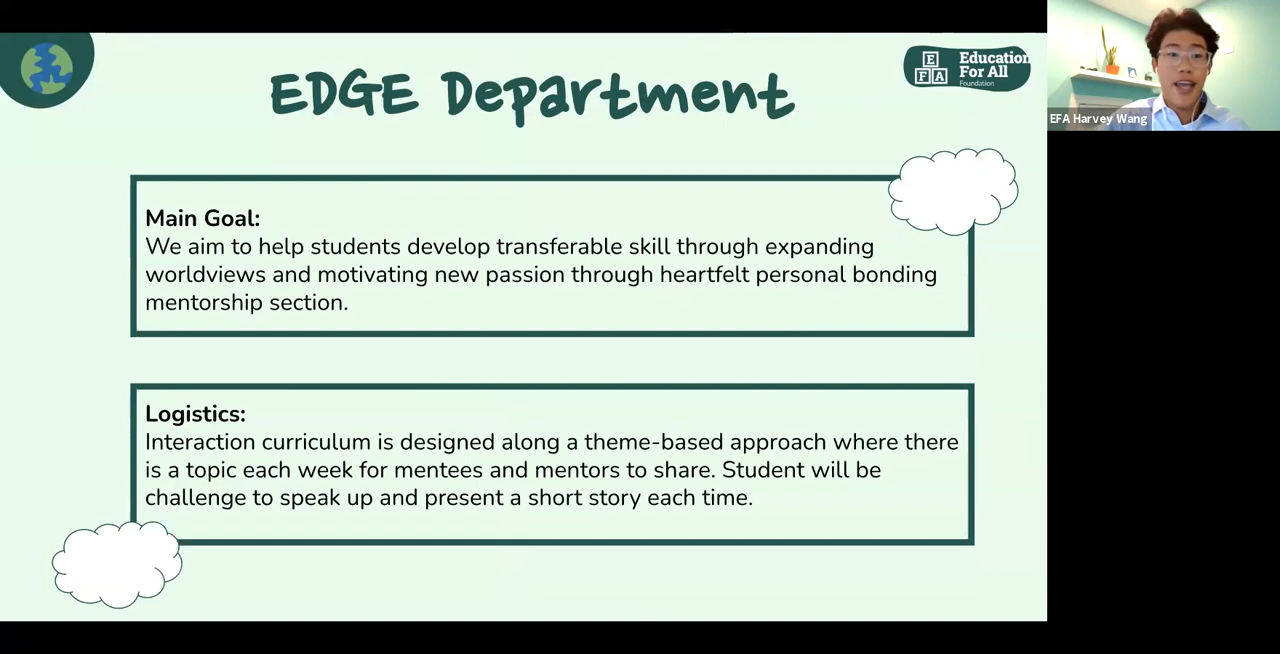 EDGE Department
E
F A
Education
For All
Foundation
EFA Harvey Wang
Main Goal:
We aim to help students develop transferable skill through expanding
worldviews and motivating new passion through heartfelt personal bonding
mentorship section.
Logistics:
Interaction curriculum is designed along a theme-based approach where there
is a topic each week for mentees and mentors to share. Student will be
challenge to speak up and present a short story each time.